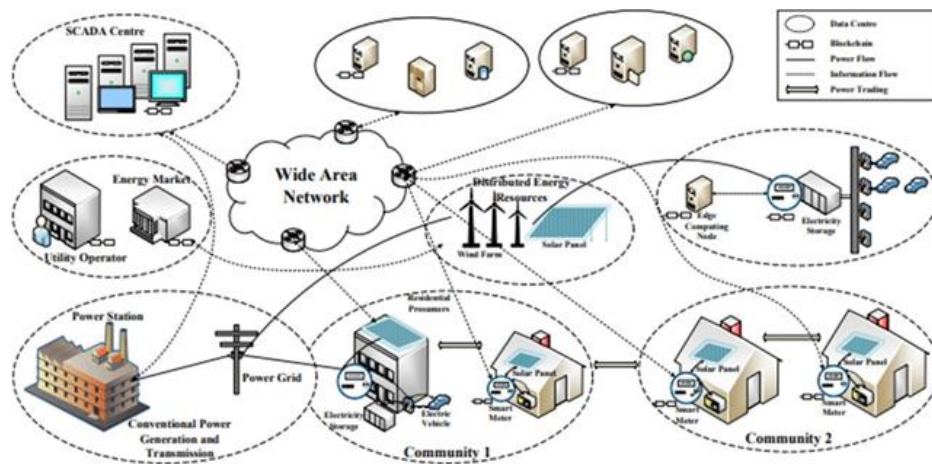 SCADA Centre
Data Centre
Blockchain
Power Flow
Information Flow
Power Trading
Wide Area
Network
Energy Market
Utility Operator
Distributed Energy
Resources
Wind Farm
Solar Panel
Edge
Computing
Node
Electricity
Storage
Power Station
Power Grid
Conventional Power
Generation and
Transmission
Residential
Prosumers
Electricity
Storage
Electric
Vehicle
Solar Panel
Smart
Meter
Community 1
Solar Panel
Smart
Meter
Solar Panel
Smart
Meter
Community 2